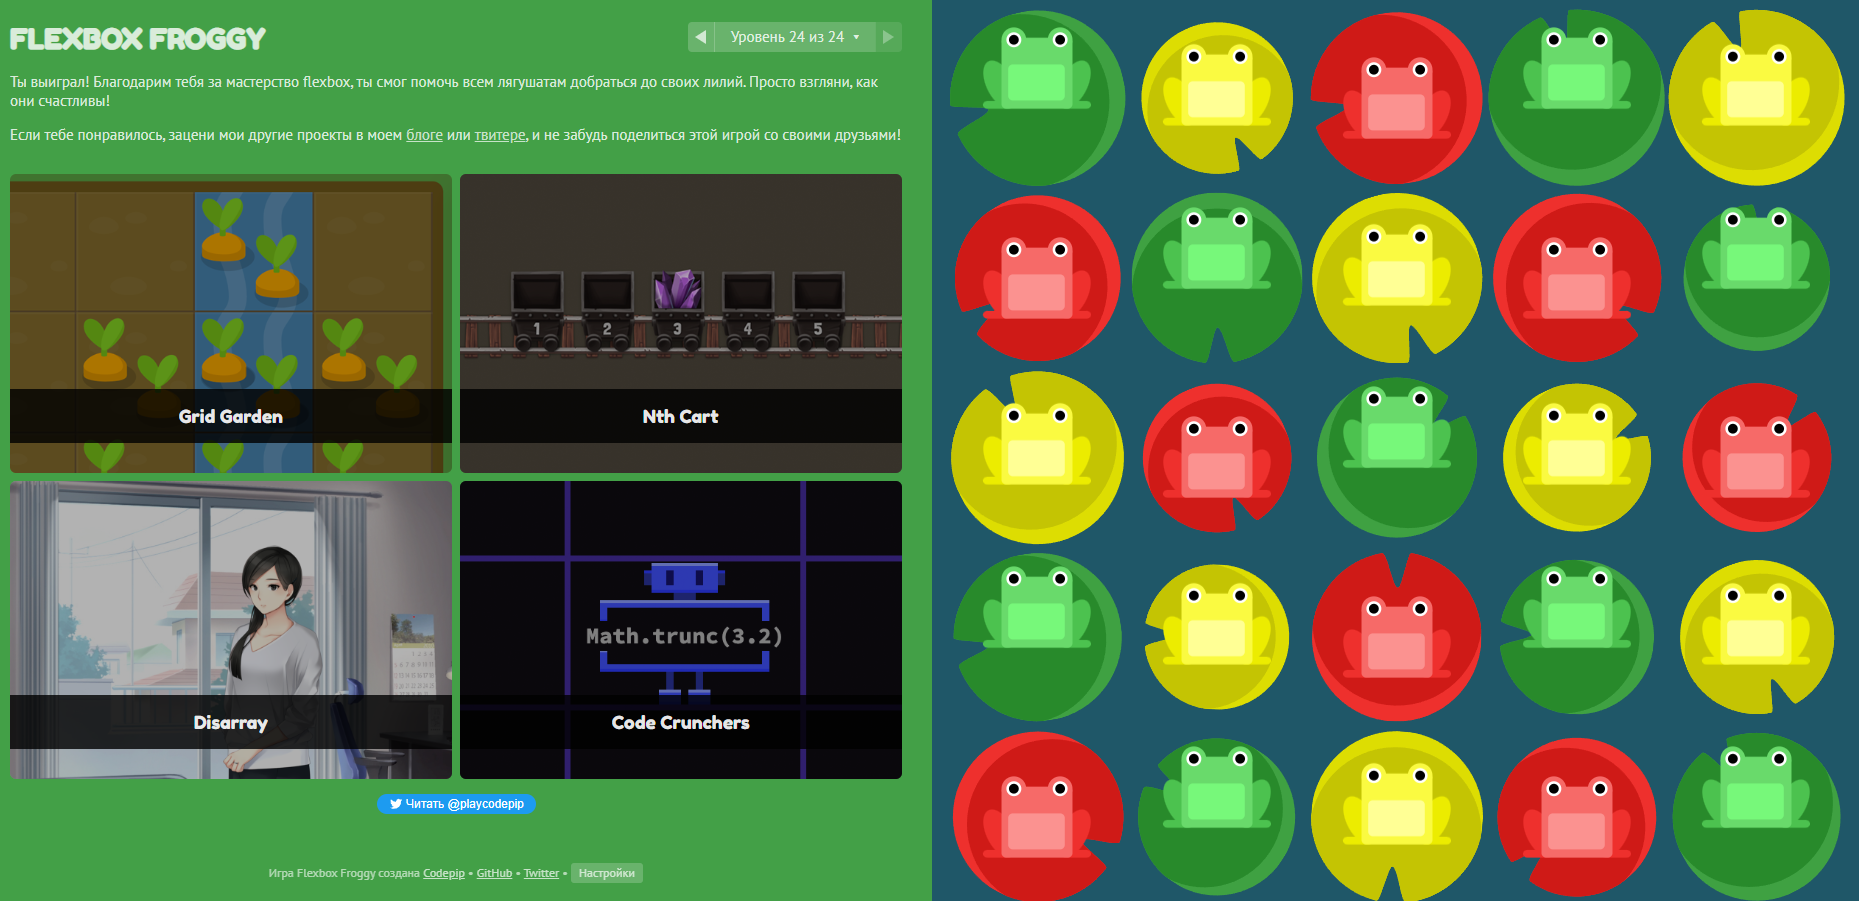 FLEXBOX FROGGY
Уровень 24 из 24
Ты выиграл! Благодарим тебя за мастерство flexbox, ты смог помочь всем лягушатам добраться до своих лилий. Просто взгляни, как
они счастливы!
Если тебе понравилось, зацени мои другие проекты в моем блоге или твитере, и не забудь поделиться этой игрой со своими друзьями!
1 2 3 4 5
Grid Garden
Nth Cart
Math.trunc(3.2)
Disarray
Code Crunchers
Читать @playcodepip
Игра Flexbox Froggy создана Codepip • GitHub • Twitter • Настройки